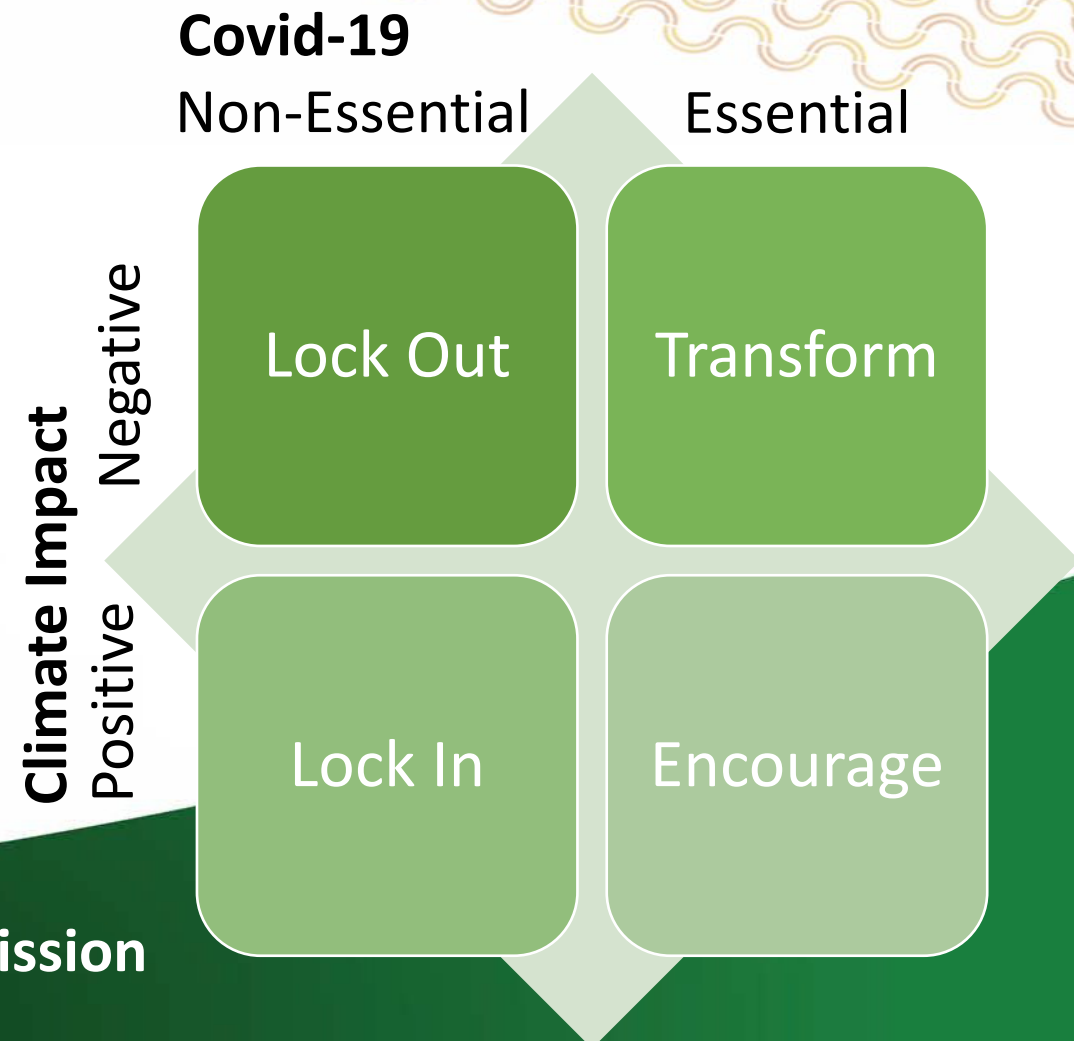 Covid-19
Non-Essential Essential
Climate Impact
Negative
Positive
Lock Out
Transform
Lock In
Encourage
ission